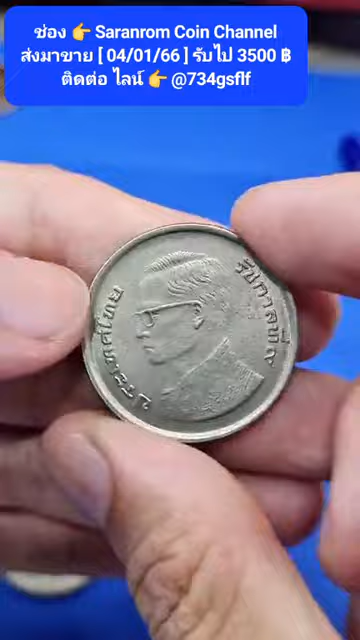 ช่อง 👉 Saranrom Coin Channel
ส่งมาขาย [ 04/01/66 ] รับไป 3500 ฿
ติดต่อ ไลน์ 👉 @734gsflf
ประเทศไทย
รัชกาลที่๙